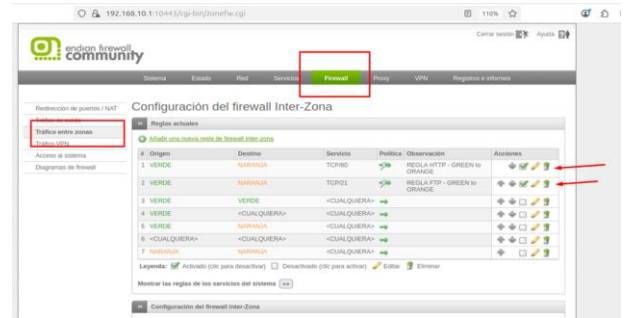 192.168.10.1:10443/cgi-bin/zonefw.cgi
110%
Cerrar sesión
Ayuda
endian firewall
community
Sistema Estado Red Servicios Firewall Proxy VPN Registros e informes
Redirección de puertos / NAT
Tráfico de salida
Tráfico entre zonas
Tráfico VPN
Acceso al sistema
Diagramas de firewall
Configuración del firewall Inter-Zona
Reglas actuales
Añadir una nueva regla de firewall inter-zona
# Origen Destino Servicio Política Observación Acciones
1 VERDE NARANJA TCP/80 REGLA HTTP - GREEN to ORANGE
2 VERDE NARANJA TCP/21 REGLA FTP - GREEN to ORANGE
3 VERDE VERDE <CUALQUIERA>
4 VERDE <CUALQUIERA> <CUALQUIERA>
5 VERDE NARANJA <CUALQUIERA>
6 <CUALQUIERA> <CUALQUIERA> <CUALQUIERA>
7 NARANJA NARANJA <CUALQUIERA>
Leyenda: Activado (clic para desactivar) Desactivado (clic para activar) Editar Eliminar
Mostrar las reglas de los servicios del sistema >>
Configuración del firewall Inter-Zona